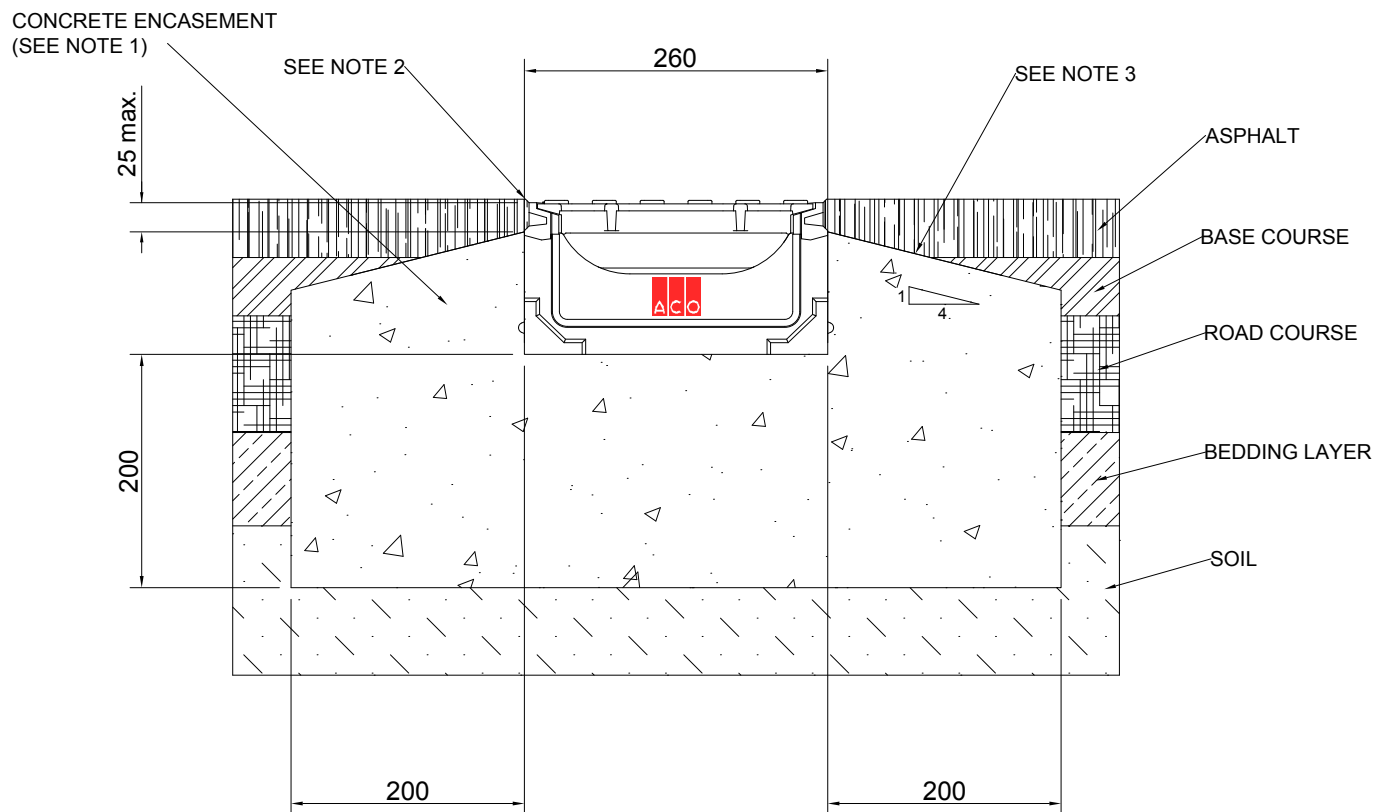 CONCRETE ENCASEMENT
(SEE NOTE 1)
SEE NOTE 2
260
SEE NOTE 3
25 max.
ASPHALT
BASE COURSE
ACO
1
4
ROAD COURSE
BEDDING LAYER
200
SOIL
200
200